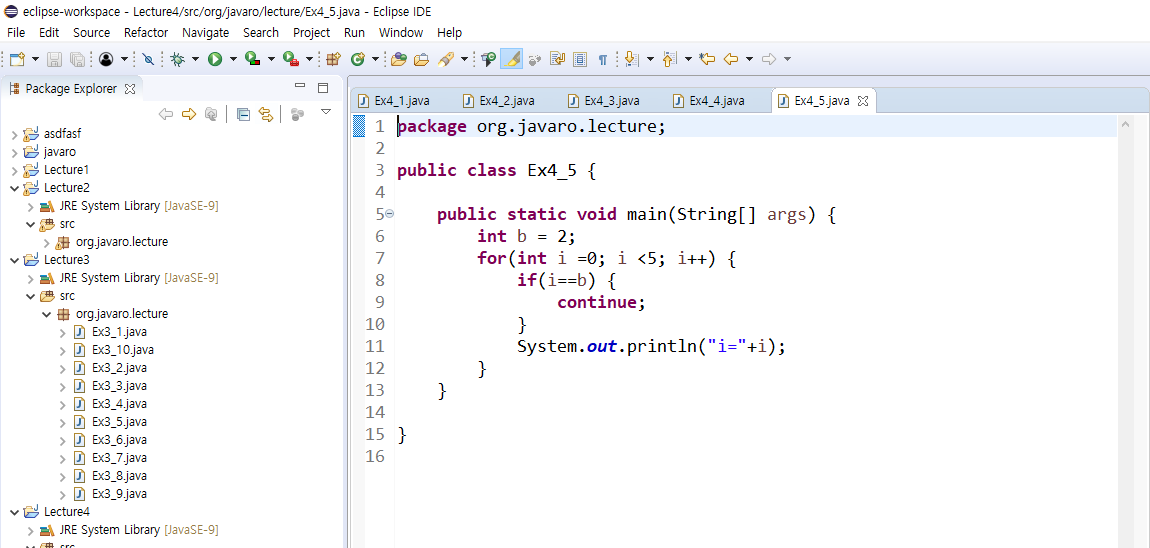 eclipse-workspace - Lecture4/src/org/javaro/lecture/Ex4_5.java - Eclipse IDE
File Edit Source Refactor Navigate Search Project Run Window Help
Package Explorer
asdfasf
javaro
Lecture1
Lecture2
JRE System Library [JavaSE-9]
src
org.javaro.lecture
Lecture3
JRE System Library [JavaSE-9]
src
org.javaro.lecture
Ex3_1.java
Ex3_10.java
Ex3_2.java
Ex3_3.java
Ex3_4.java
Ex3_5.java
Ex3_6.java
Ex3_7.java
Ex3_8.java
Ex3_9.java
Lecture4
JRE System Library [JavaSE-9]
src
Ex4_1.java Ex4_2.java Ex4_3.java Ex4_4.java Ex4_5.java
1 package org.javaro.lecture;
2
3 public class Ex4_5 {
4
5 public static void main(String[] args) {
6 int b = 2;
7 for(int i =0; i <5; i++) {
8 if(i==b) {
9 continue;
10 }
11 System.out.println("i="+i);
12 }
13 }
14
15 }
16